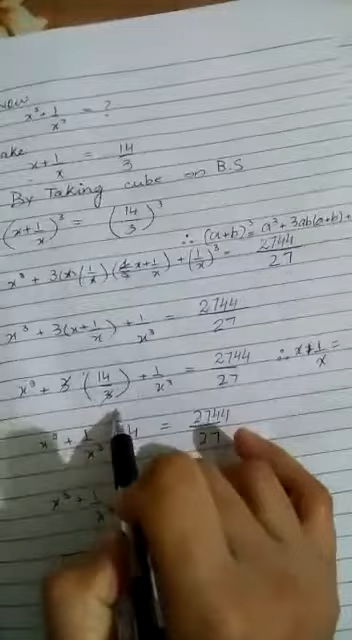 Now
x³ + 1/x³ = ?
Take
x + 1/x = 14/3
By Taking cube on B.S
(x + 1/x)³ = (14/3)³
∴ (a+b)³ = a³ + 3ab(a+b) +
x³ + 3(x)(1/x)(x + 1/x) + (1/x)³ = 2744/27
x³ + 3(x + 1/x) + 1/x³ = 2744/27
x³ + 3(14/3) + 1/x³ = 2744/27 ∴ x + 1/x =
x³ + 1/x³ 4 = 2744/27
x³ + 1/x